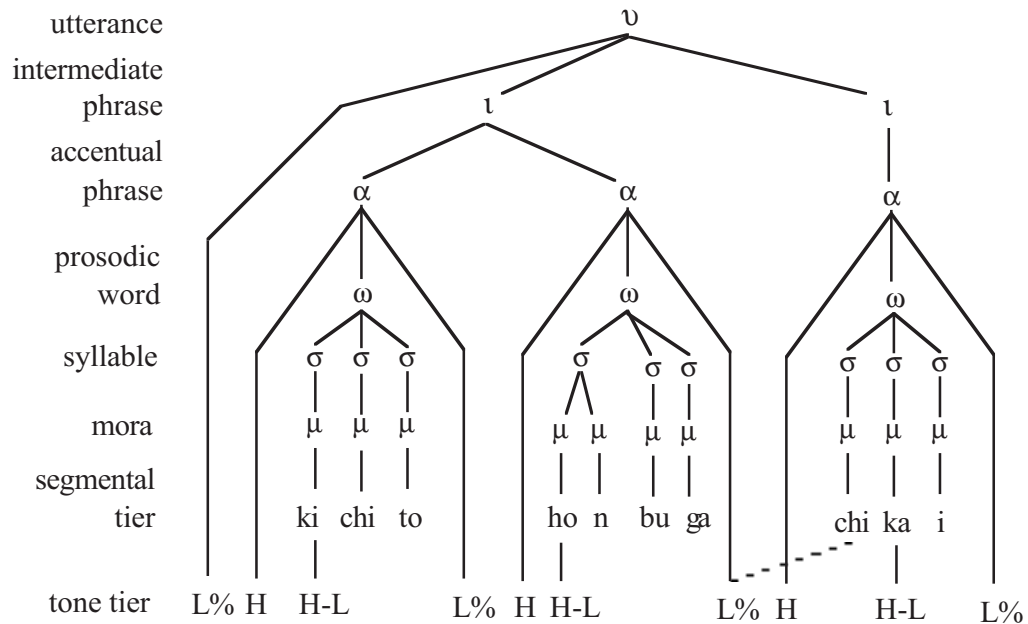 utterance υ
intermediate
phrase ι ι
accentual
phrase α α α
prosodic
word ω ω ω
syllable σ σ σ σ σ σ σ σ σ
mora μ μ μ μ μ μ μ μ μ μ
segmental
tier ki chi to ho n bu ga chi ka i
tone tier L% H H-L L% H H-L L% H H-L L%